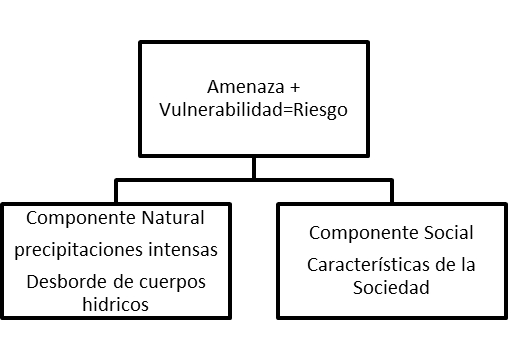 Amenaza +
Vulnerabilidad=Riesgo
Componente Natural
precipitaciones intensas
Desborde de cuerpos
hidricos
Componente Social
Características de la
Sociedad